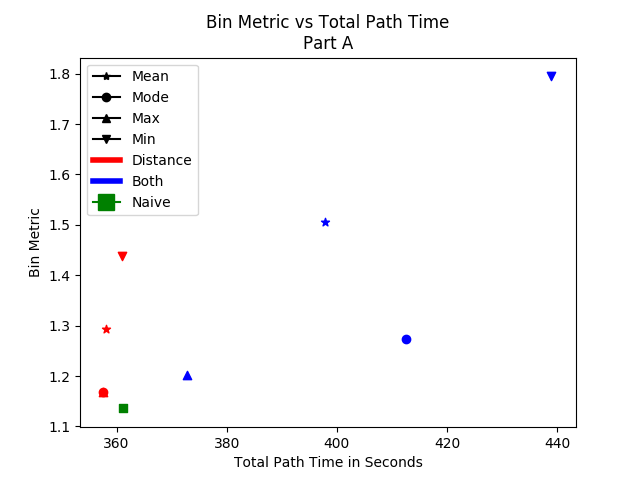 Bin Metric vs Total Path Time
Part A
Mean
Mode
Max
Min
Distance
Both
Naive
Bin Metric
1.8
1.7
1.6
1.5
1.4
1.3
1.2
1.1
360
380
400
420
440
Total Path Time in Seconds